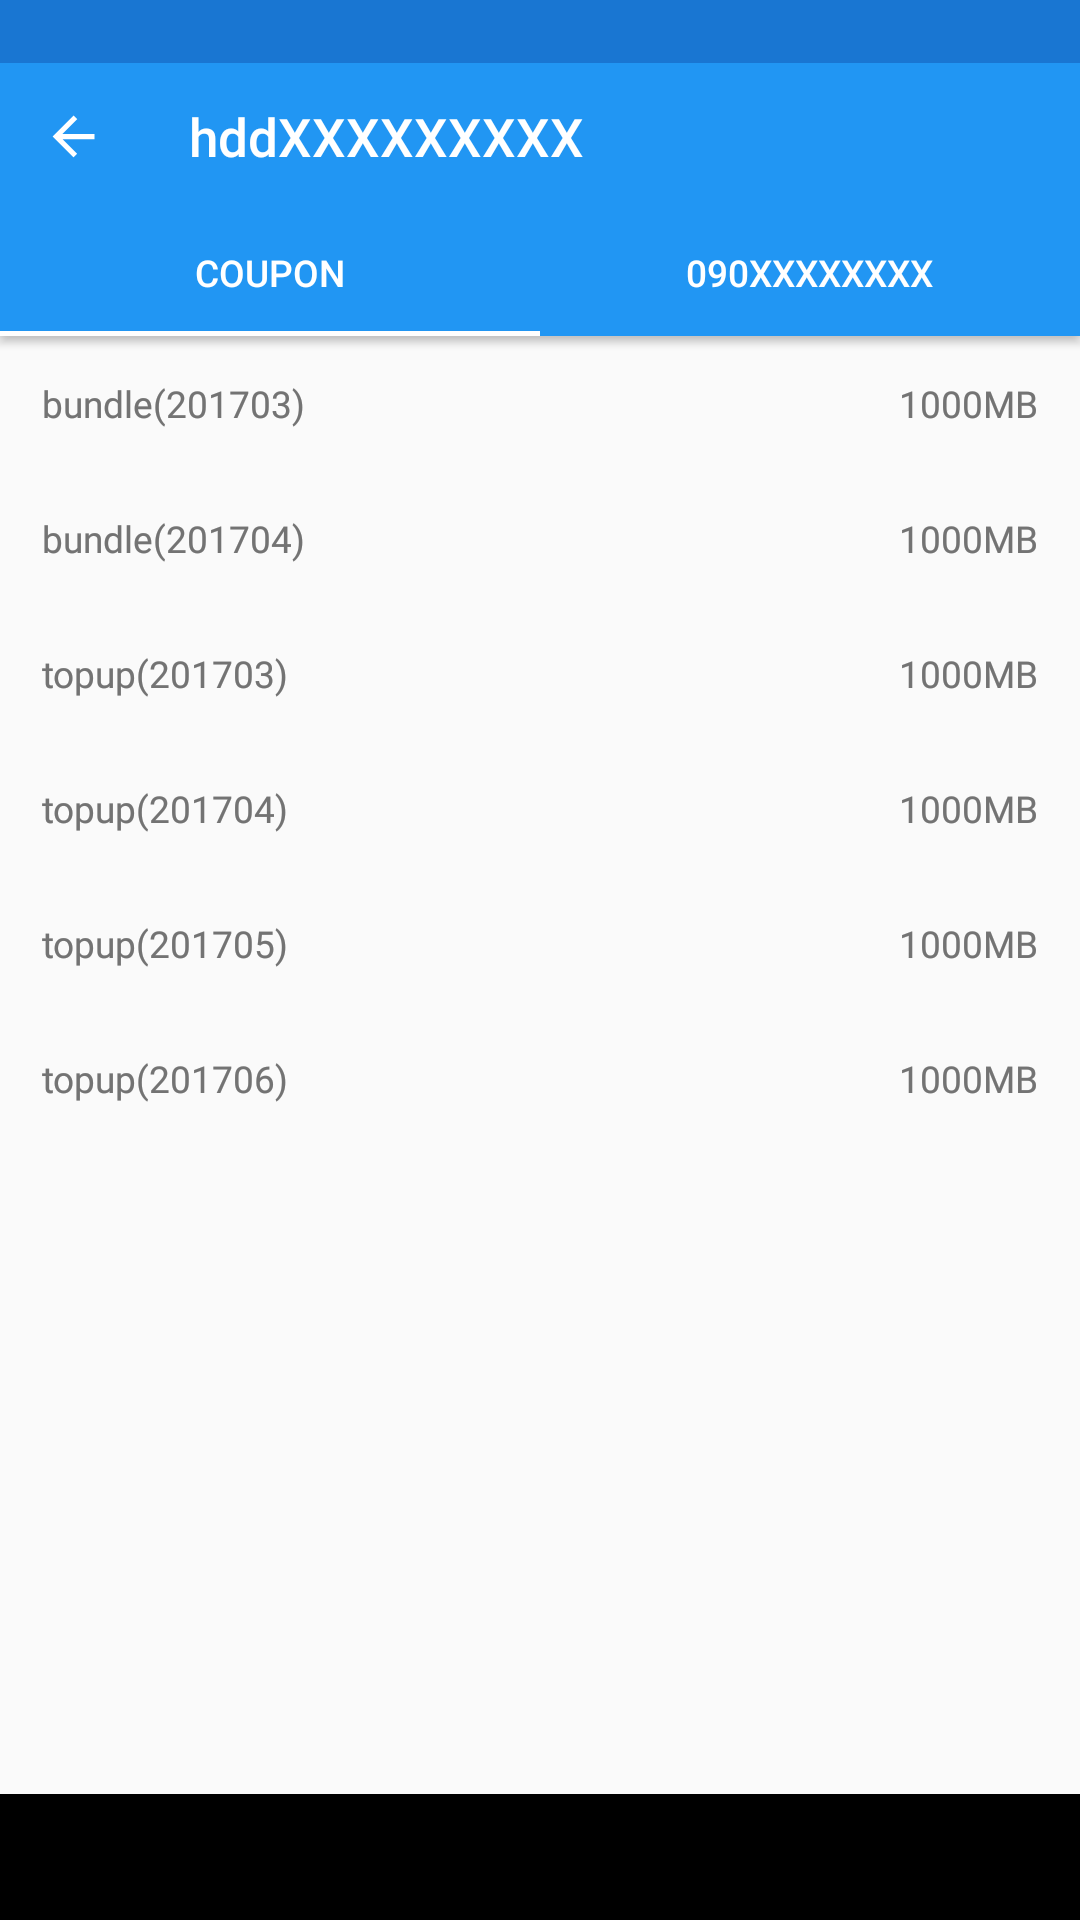 hddXXXXXXXXX
COUPON 090XXXXXXXX
bundle(201703) 1000MB
bundle(201704) 1000MB
topup(201703) 1000MB
topup(201704) 1000MB
topup(201705) 1000MB
topup(201706) 1000MB